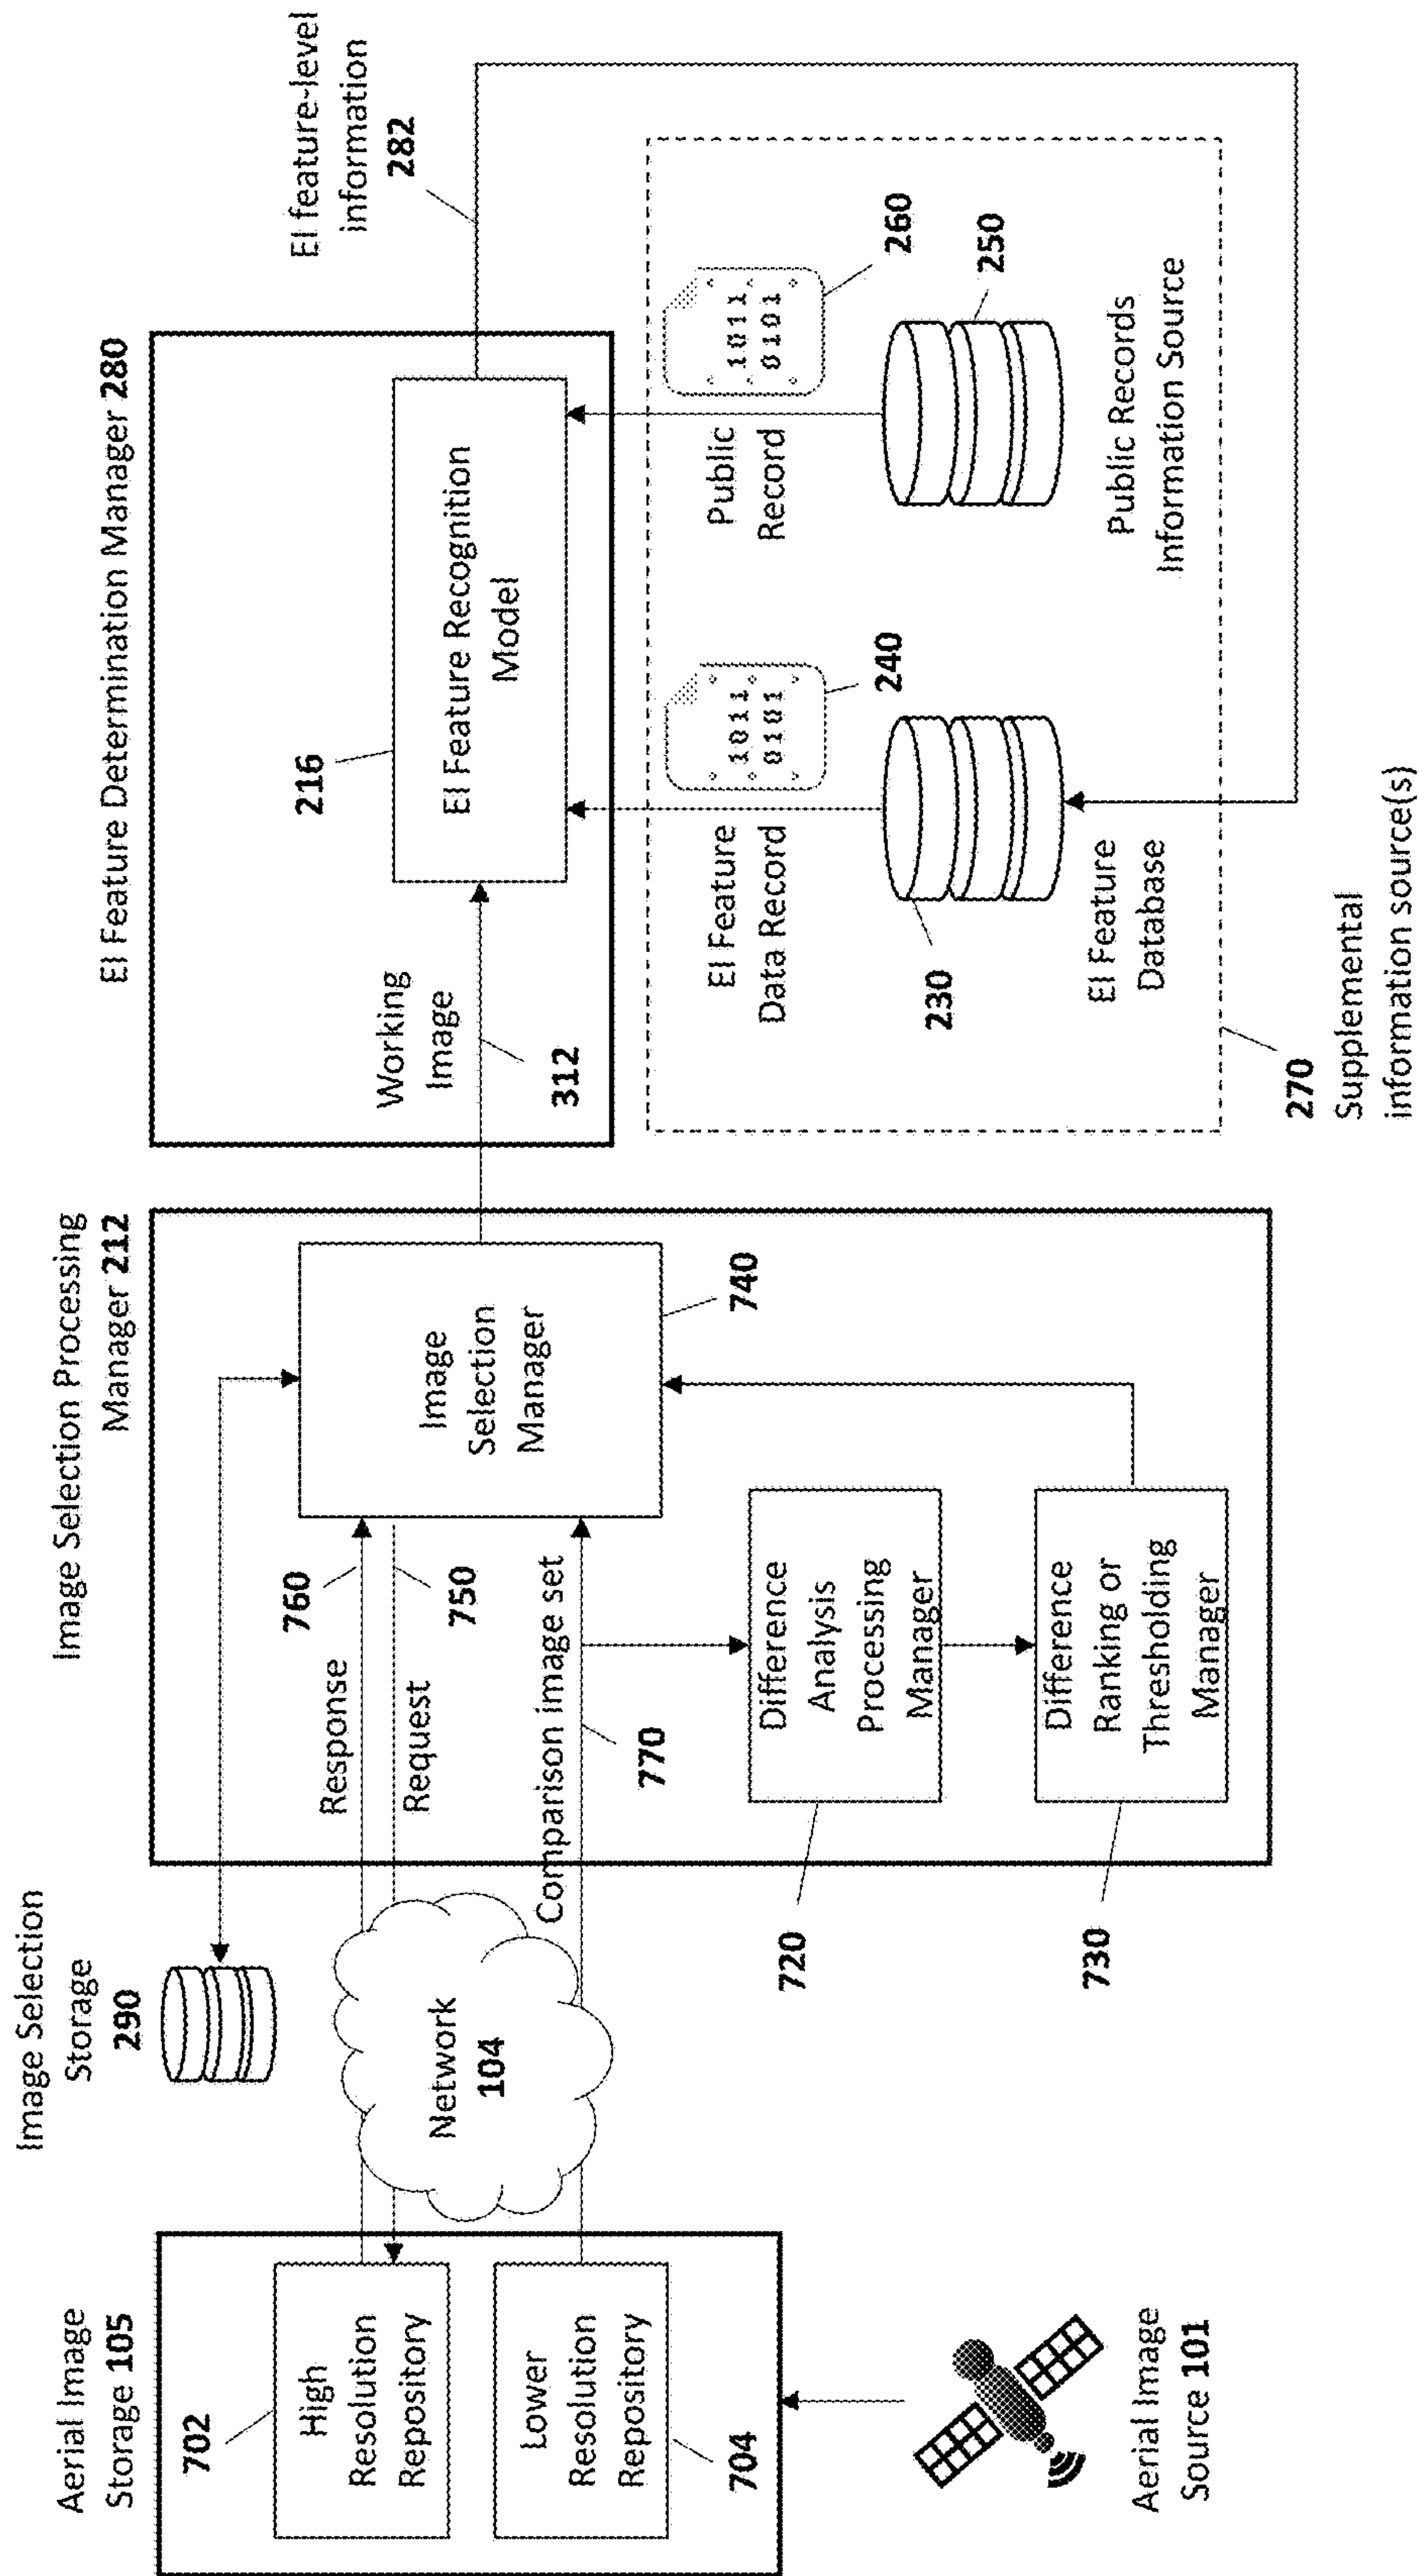 Aerial Image
Storage 105
702
High
Resolution
Repository
Lower
Resolution
Repository
704
Aerial Image
Source 101
Image Selection
Storage
290
Network
104
Image Selection Processing
Manager 212
Response
760
Request
750
Comparison image set
770
Image
Selection
Manager
740
Difference
Analysis
Processing
Manager
720
Difference
Ranking or
Thresholding
Manager
730
EI Feature Determination Manager 280
Working
Image
312
216
EI Feature Recognition
Model
EI feature-level
information
282
EI Feature
Data Record
1011
0101
240
230
EI Feature
Database
Public
Record
1011
0101
260
250
Public Records
Information Source
270
Supplemental
information source(s)